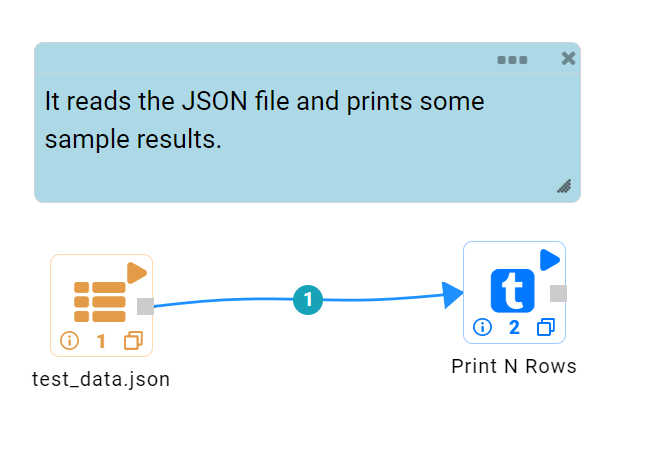 It reads the JSON file and prints some
sample results.
1
t
1
2
test_data.json
Print N Rows